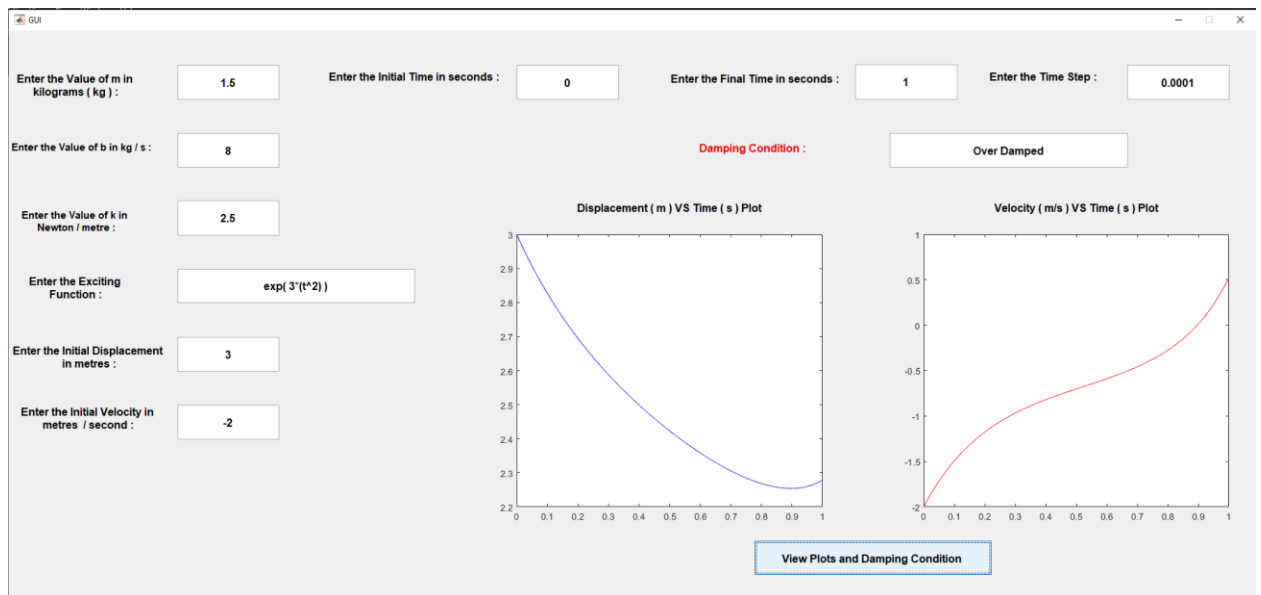 GUI
Enter the Value of m in
kilograms ( kg ) :
1.5
Enter the Initial Time in seconds :
0
Enter the Final Time in seconds :
1
Enter the Time Step :
0.0001
Enter the Value of b in kg / s :
8
Damping Condition :
Over Damped
Enter the Value of k in
Newton / metre :
2.5
Enter the Exciting
Function :
exp( 3*(t^2) )
Enter the Initial Displacement
in metres :
3
Enter the Initial Velocity in
metres / second :
-2
Displacement ( m ) VS Time ( s ) Plot
3
2.9
2.8
2.7
2.6
2.5
2.4
2.3
2.2
0 0.1 0.2 0.3 0.4 0.5 0.6 0.7 0.8 0.9 1
Velocity ( m/s ) VS Time ( s ) Plot
1
0.5
0
-0.5
-1
-1.5
-2
0 0.1 0.2 0.3 0.4 0.5 0.6 0.7 0.8 0.9 1
View Plots and Damping Condition